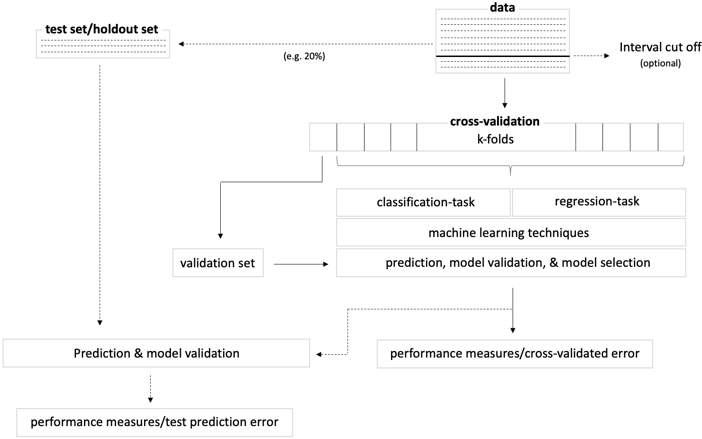 test set/holdout set
data
(e.g. 20%)
Interval cut off
(optional)
cross-validation
k-folds
classification-task
regression-task
machine learning techniques
validation set
prediction, model validation, & model selection
Prediction & model validation
performance measures/cross-validated error
performance measures/test prediction error